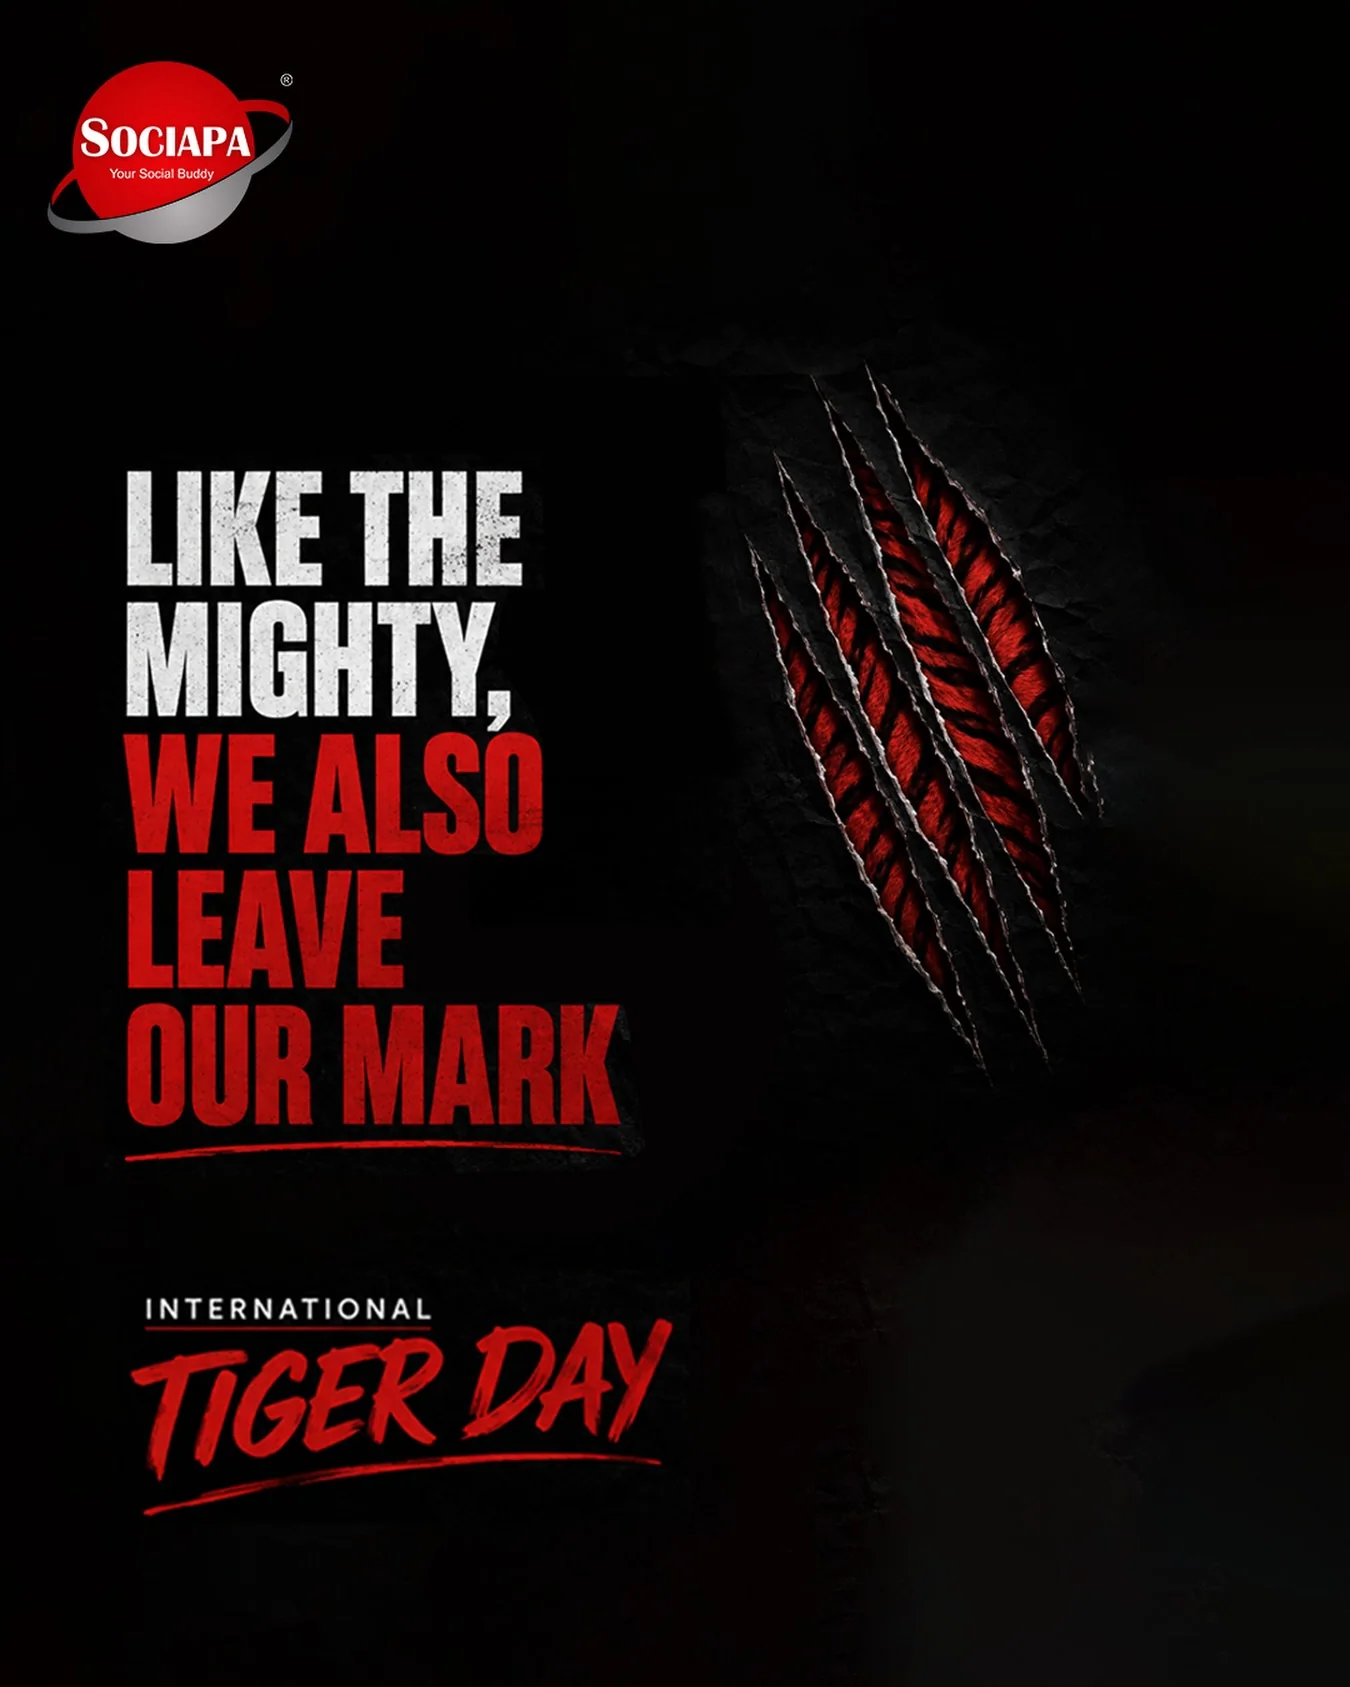 ®
SOCIAPA
Your Social Buddy
LIKE THE
MIGHTY,
WE ALSO
LEAVE
OUR MARK
INTERNATIONAL
TIGER DAY